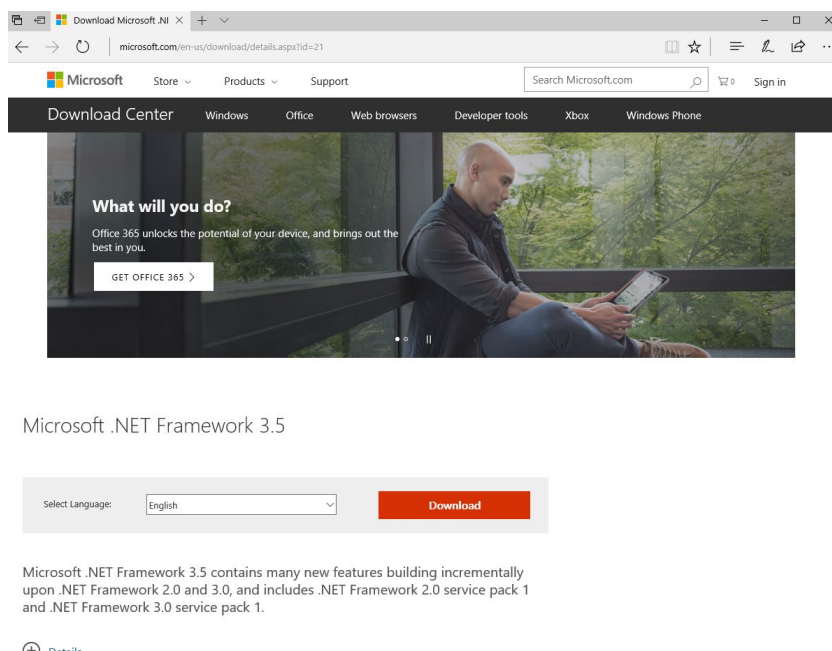 Download Microsoft .NI
microsoft.com/en-us/download/details.aspx?id=21
Microsoft Store Products Support Search Microsoft.com 0 Sign in
Download Center Windows Office Web browsers Developer tools Xbox Windows Phone
What will you do?
Office 365 unlocks the potential of your device, and brings out the
best in you.
GET OFFICE 365
Microsoft .NET Framework 3.5
Select Language: English Download
Microsoft .NET Framework 3.5 contains many new features building incrementally
upon .NET Framework 2.0 and 3.0, and includes .NET Framework 2.0 service pack 1
and .NET Framework 3.0 service pack 1.
Details